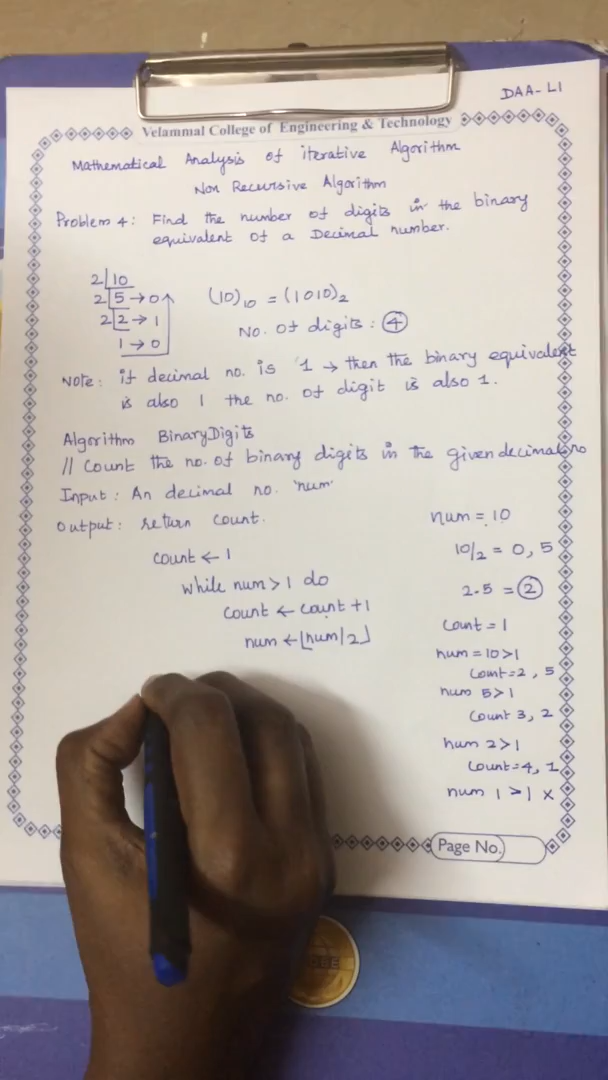 DAA-L1
Velammal College of Engineering & Technology
Mathematical Analysis of iterative Algorithm
Non Recursive Algorithm
Problem 4: Find the number of digits in the binary
equivalent of a Decimal number.
2 10
2 5 → 0
2 2 → 1
1 → 0
(10)10 = (1010)2
No. of digits : 4
Note: if decimal no. is 1 → then the binary equivalent
is also 1 the no. of digit is also 1.
Algorithm BinaryDigits
// Count the no. of binary digits in the given decimal no
Input: An decimal no. 'num'
Output: return count.
count ← 1
while num > 1 do
count ← count + 1
num ← ⌊num/2⌋
num = 10
10/2 = 0, 5
2.5 = 2
count = 1
num = 10 > 1
count = 2, 5
num 5 > 1
count 3, 2
num 2 > 1
count = 4, 1
num 1 > 1 x
Page No.